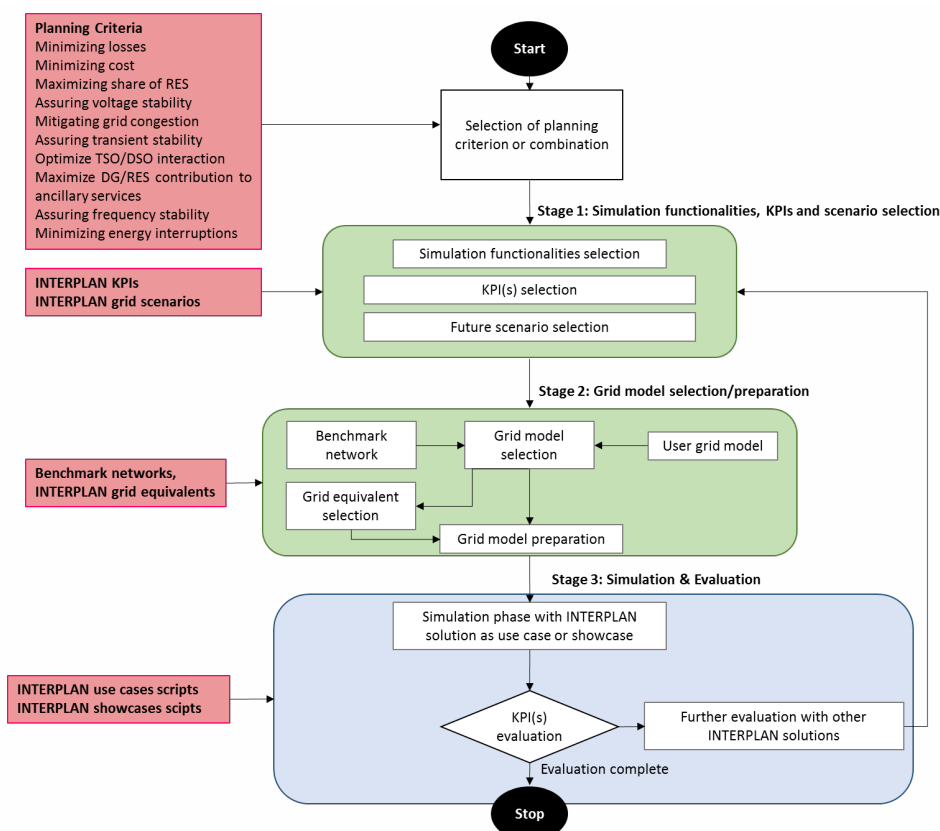 Planning Criteria
Minimizing losses
Minimizing cost
Maximizing share of RES
Assuring voltage stability
Mitigating grid congestion
Assuring transient stability
Optimize TSO/DSO interaction
Maximize DG/RES contribution to
ancillary services
Assuring frequency stability
Minimizing energy interruptions
Start
Selection of planning
criterion or combination
Stage 1: Simulation functionalities, KPIs and scenario selection
INTERPLAN KPIs
INTERPLAN grid scenarios
Simulation functionalities selection
KPI(s) selection
Future scenario selection
Stage 2: Grid model selection/preparation
Benchmark networks,
INTERPLAN grid equivalents
Benchmark
network
Grid model
selection
User grid model
Grid equivalent
selection
Grid model preparation
Stage 3: Simulation & Evaluation
INTERPLAN use cases scripts
INTERPLAN showcases scipts
Simulation phase with INTERPLAN
solution as use case or showcase
KPI(s)
evaluation
Further evaluation with other
INTERPLAN solutions
Evaluation complete
Stop